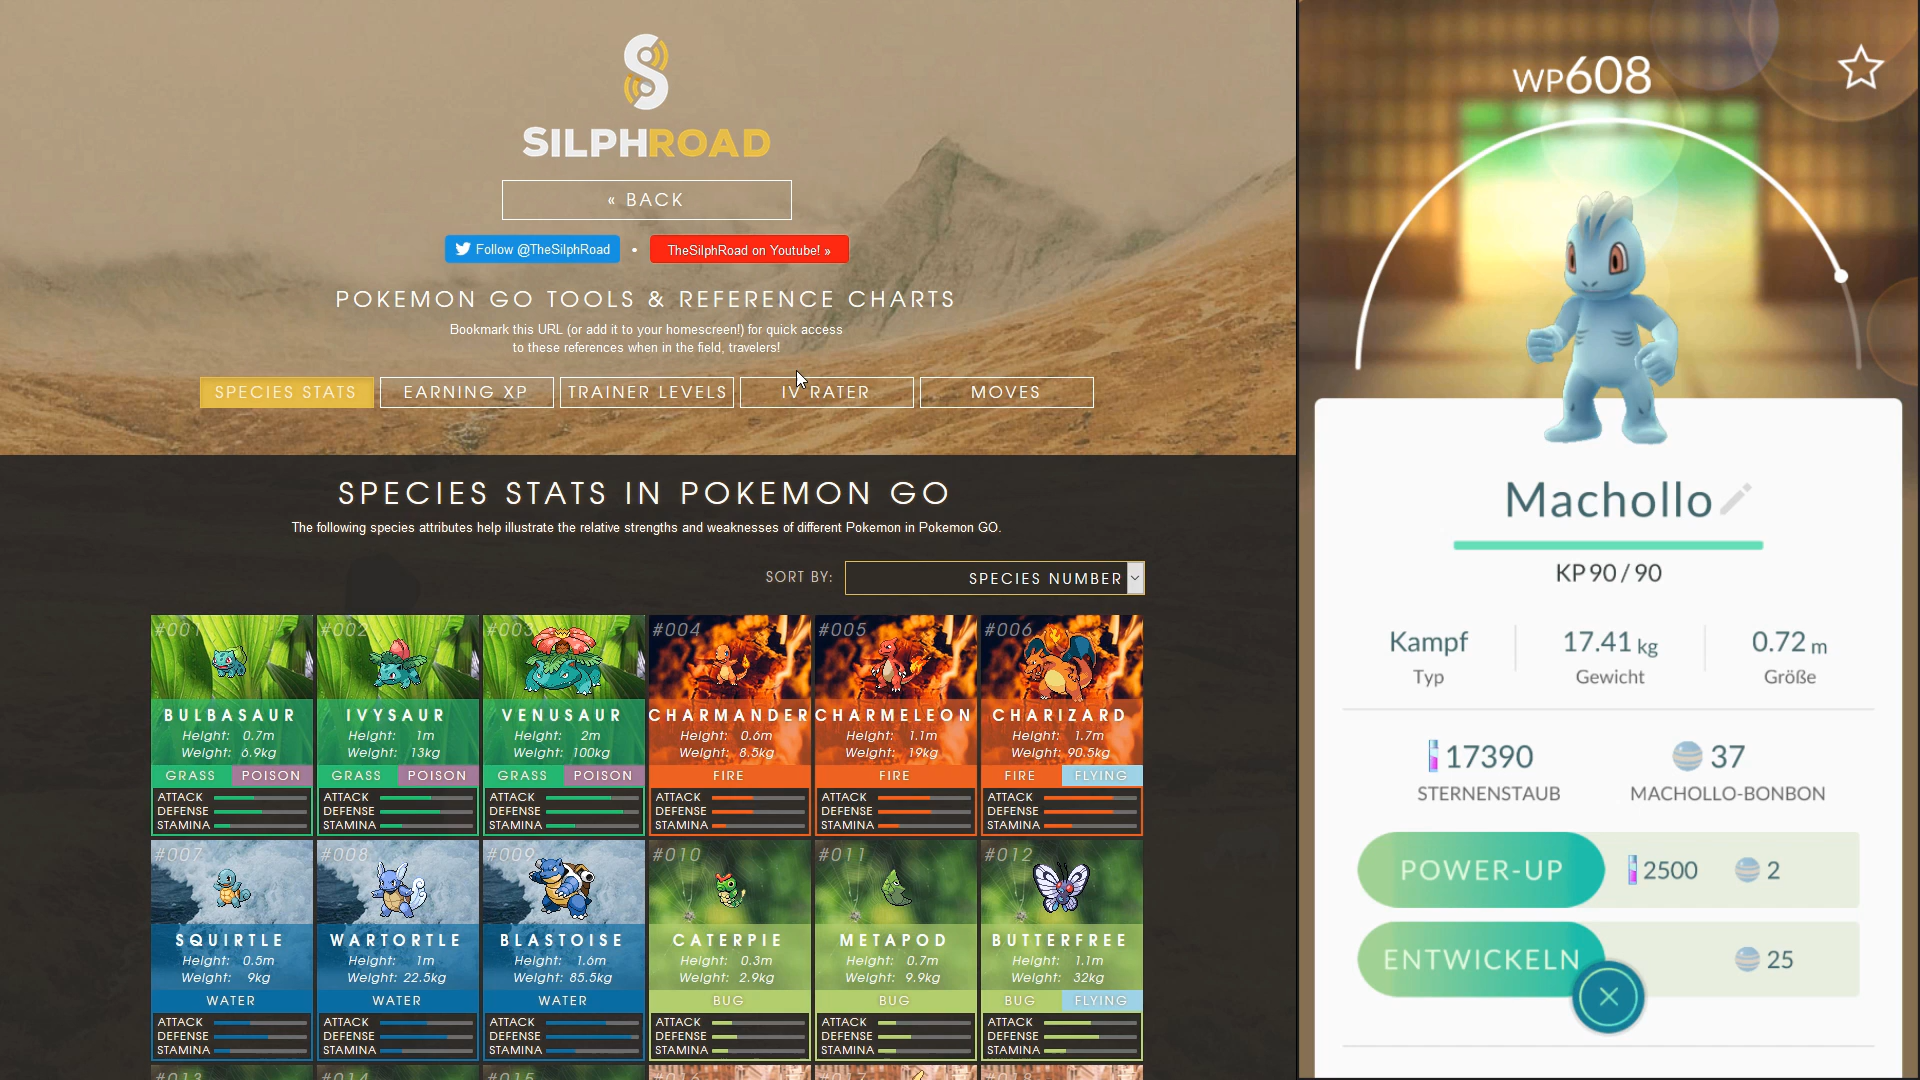 SILPHROAD
« BACK
Follow @TheSilphRoad • TheSilphRoad on Youtube! »
POKEMON GO TOOLS & REFERENCE CHARTS
Bookmark this URL (or add it to your homescreen!) for quick access
to these references when in the field, travelers!
SPECIES STATS EARNING XP TRAINER LEVELS IV RATER MOVES
SPECIES STATS IN POKEMON GO
The following species attributes help illustrate the relative strengths and weaknesses of different Pokemon in Pokemon GO.
SORT BY: SPECIES NUMBER
#001 #002 #003 #004 #005 #006
BULBASAUR IVYSAUR VENUSAUR CHARMANDER CHARMELEON CHARIZARD
Height: 0.7m Height: 1m Height: 2m Height: 0.6m Height: 1.1m Height: 1.7m
Weight: 6.9kg Weight: 13kg Weight: 100kg Weight: 8.5kg Weight: 19kg Weight: 90.5kg
GRASS POISON GRASS POISON GRASS POISON FIRE FIRE FIRE FLYING
ATTACK ATTACK ATTACK ATTACK ATTACK ATTACK
DEFENSE DEFENSE DEFENSE DEFENSE DEFENSE DEFENSE
STAMINA STAMINA STAMINA STAMINA STAMINA STAMINA
#007 #008 #009 #010 #011 #012
SQUIRTLE WARTORTLE BLASTOISE CATERPIE METAPOD BUTTERFREE
Height: 0.5m Height: 1m Height: 1.6m Height: 0.3m Height: 0.7m Height: 1.1m
Weight: 9kg Weight: 22.5kg Weight: 85.5kg Weight: 2.9kg Weight: 9.9kg Weight: 32kg
WATER WATER WATER BUG BUG BUG FLYING
ATTACK ATTACK ATTACK ATTACK ATTACK ATTACK
DEFENSE DEFENSE DEFENSE DEFENSE DEFENSE DEFENSE
STAMINA STAMINA STAMINA STAMINA STAMINA STAMINA
#013 #014 #015 #016 #017 #018
WP608
Machollo
KP 90 / 90
Kampf 17.41 kg 0.72 m
Typ Gewicht Größe
17390 37
STERNENSTAUB MACHOLLO-BONBON
POWER-UP 2500 2
ENTWICKELN 25